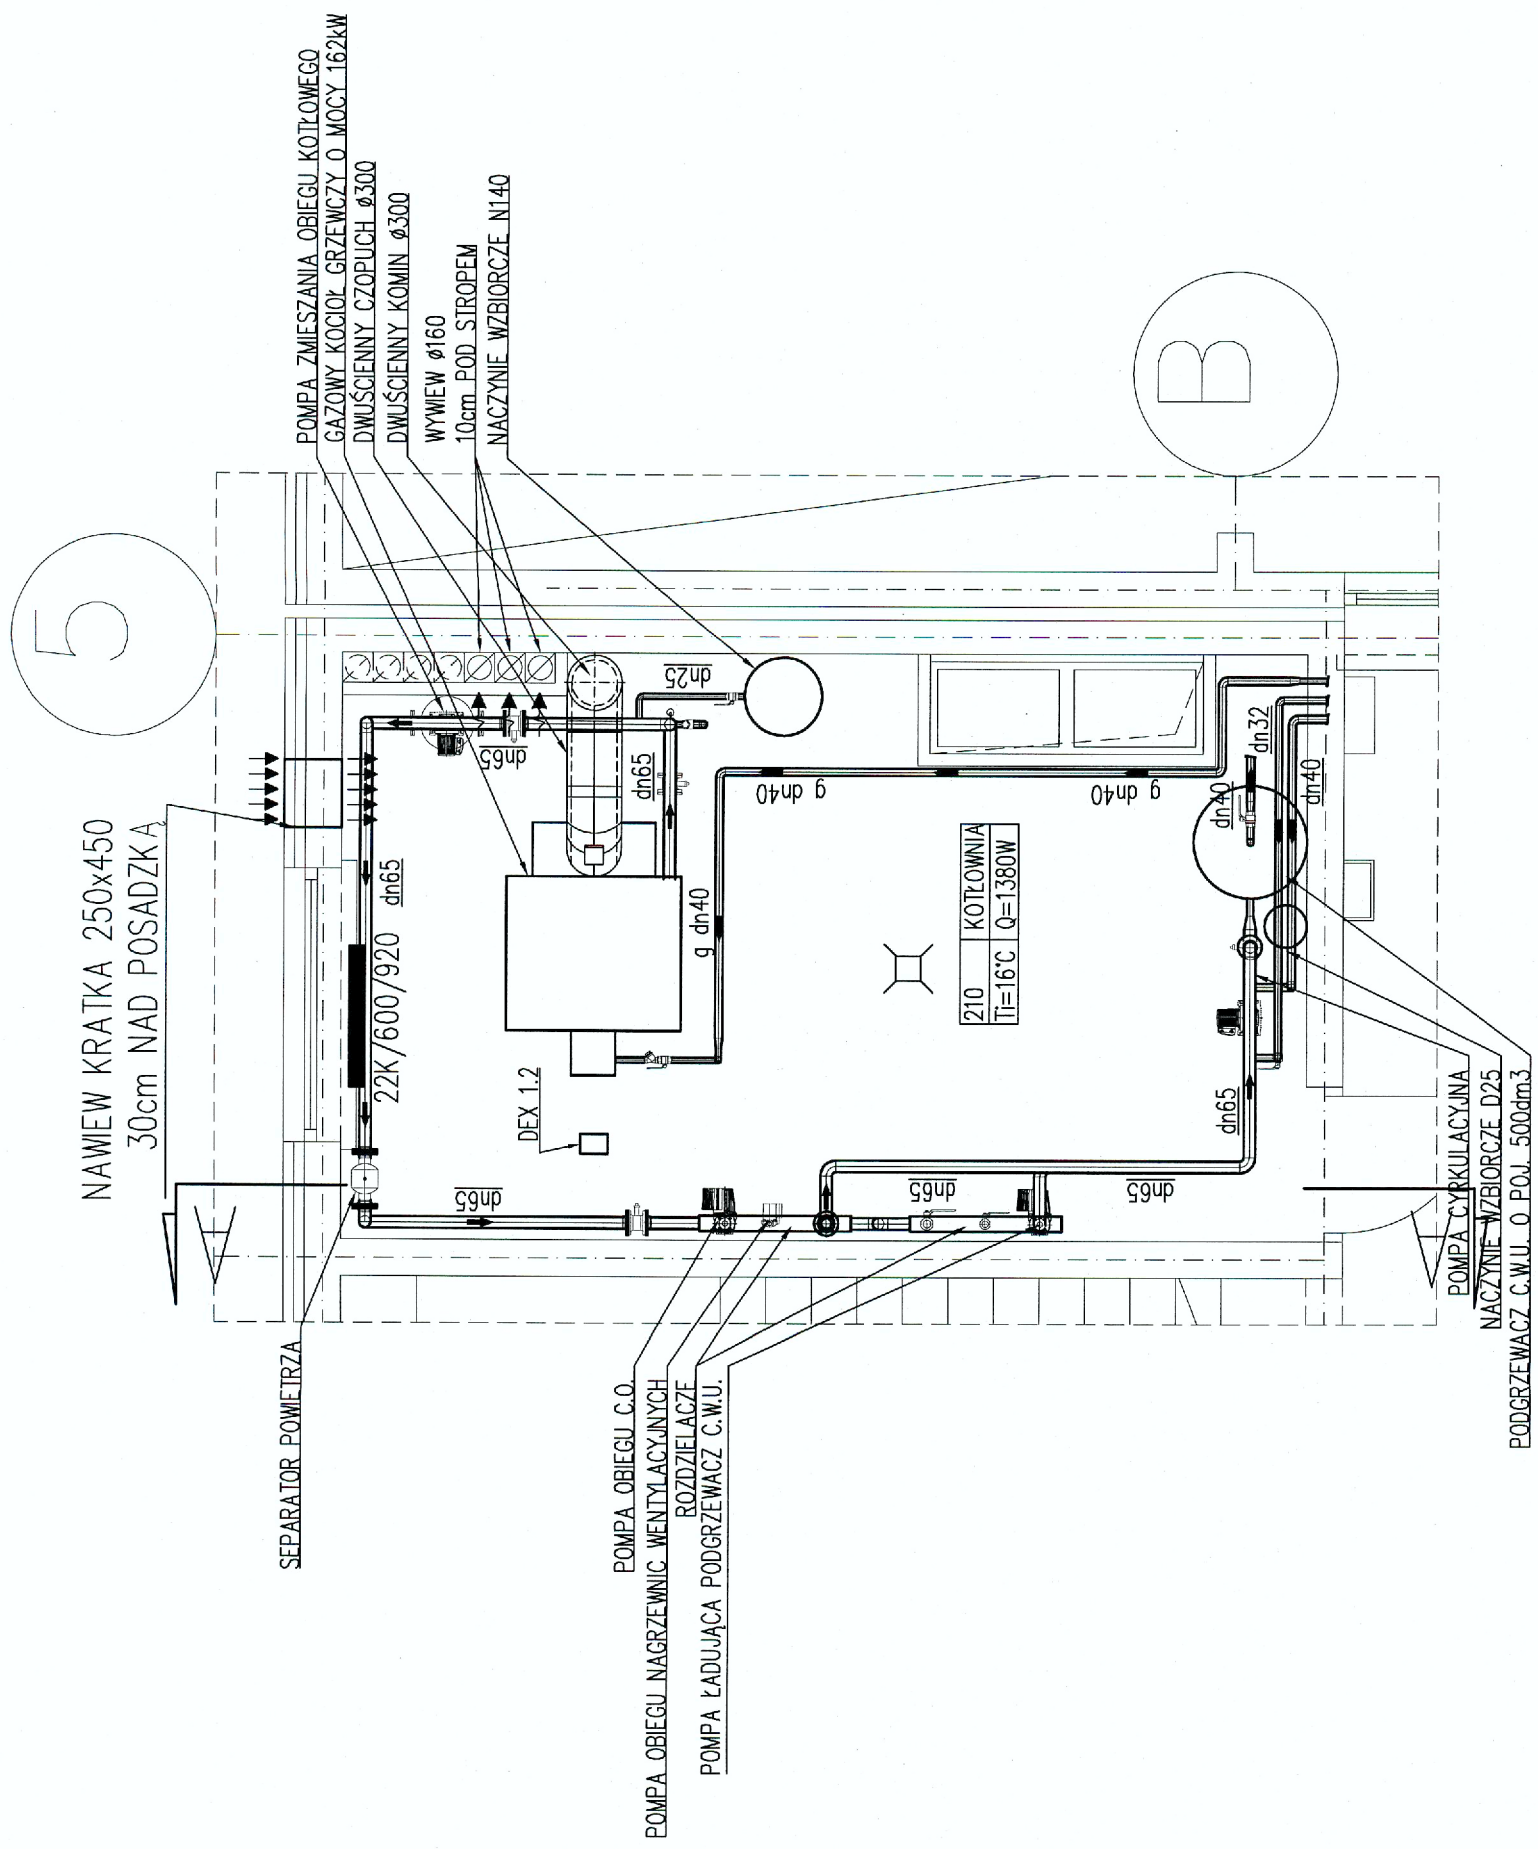 5
B
NAWIEW KRATKA 250x450
30cm NAD POSADZKĄ
POMPA ZMIESZANIA OBIEGU KOTŁOWEGO
GAZOWY KOCIOŁ GRZEWCZY O MOCY 162kW
DWUŚCIENNY CZOPUCH ø300
DWUŚCIENNY KOMIN ø300
WYWIEW ø160
10cm POD STROPEM
NACZYNIE WZBIORCZE N140
SEPARATOR POWIETRZA
POMPA OBIEGU C.O.
POMPA OBIEGU NAGRZEWNIC WENTYLACYJNYCH
ROZDZIELACZE
POMPA ŁADUJĄCA PODGRZEWACZ C.W.U.
POMPA CYRKULACYJNA
NACZYNIE WZBIORCZE D25
PODGRZEWACZ C.W.U. O POJ. 500dm3
A
A
22K/600/920
dn65
dn65
dn65
dn65
dn25
g dn40
g dn40
g dn40
DEX 1.2
210 KOTŁOWNIA
Ti=16°C Q=1380W
dn65
dn65
dn65
dn40
dn32
dn40